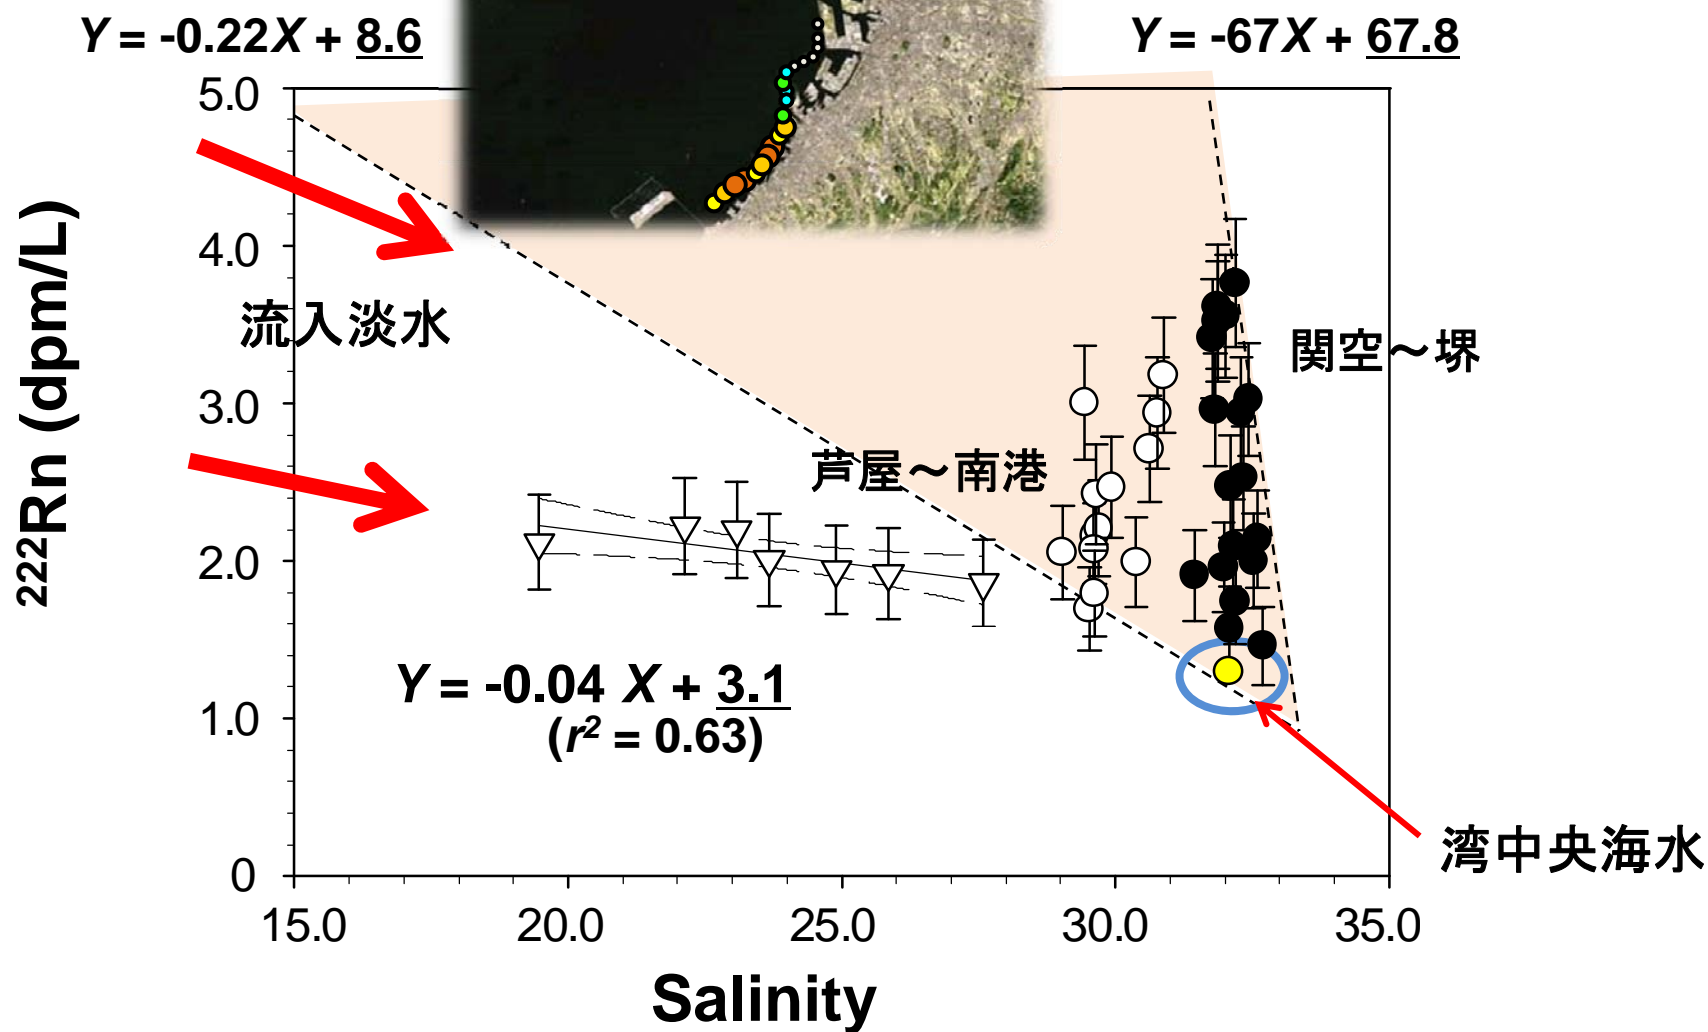 Y = -0.22X + 8.6
Y = -67X + 67.8
222Rn (dpm/L)
5.0
4.0
3.0
2.0
1.0
0
流入淡水
関空～堺
芦屋～南港
Y = -0.04 X + 3.1
(r2 = 0.63)
湾中央海水
15.0 20.0 25.0 30.0 35.0
Salinity